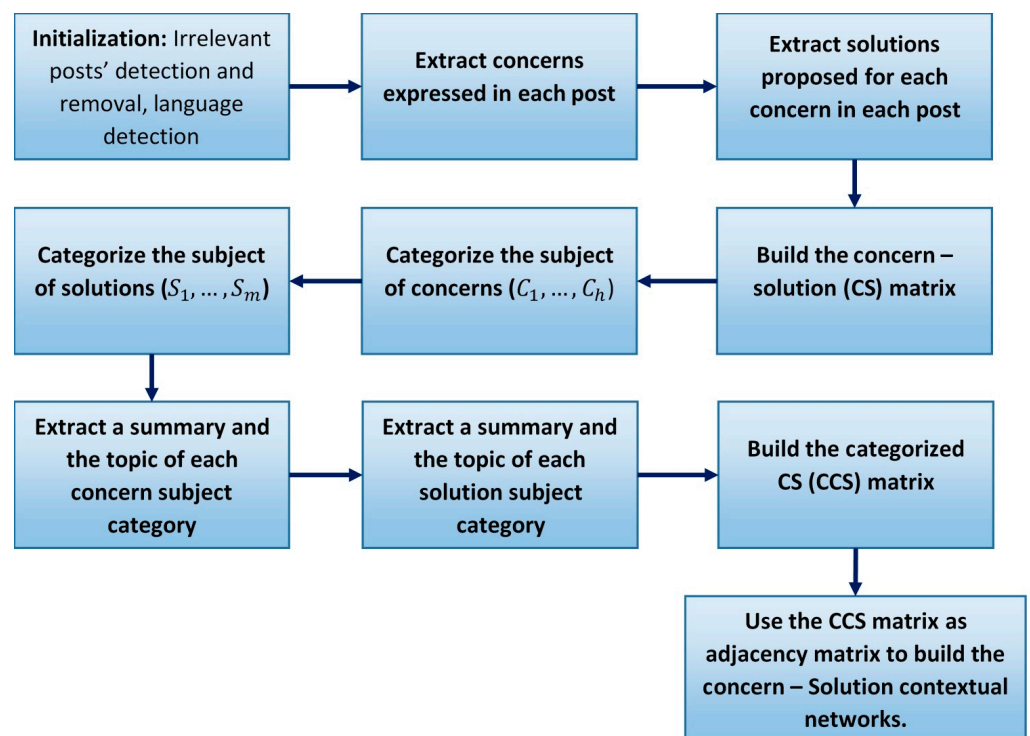 Initialization: Irrelevant
posts’ detection and
removal, language
detection
Extract concerns
expressed in each post
Extract solutions
proposed for each
concern in each post
Build the concern –
solution (CS) matrix
Categorize the subject
of concerns (C₁, … , Cₕ)
Categorize the subject
of solutions (S₁, … , Sₘ)
Extract a summary and
the topic of each
concern subject
category
Extract a summary and
the topic of each
solution subject
category
Build the categorized
CS (CCS) matrix
Use the CCS matrix as
adjacency matrix to build the
concern – Solution contextual
networks.